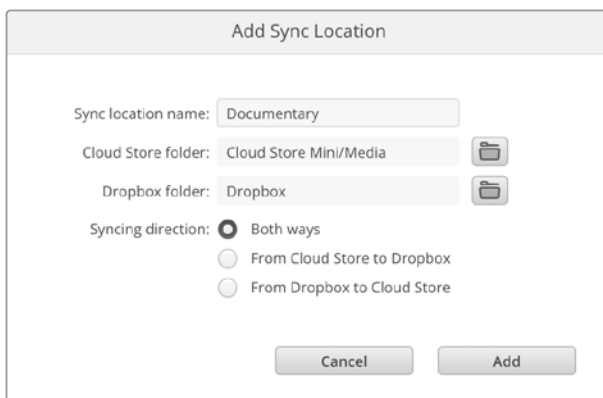 Add Sync Location
Sync location name: Documentary
Cloud Store folder: Cloud Store Mini/Media
Dropbox folder: Dropbox
Syncing direction: Both ways
From Cloud Store to Dropbox
From Dropbox to Cloud Store
Cancel Add